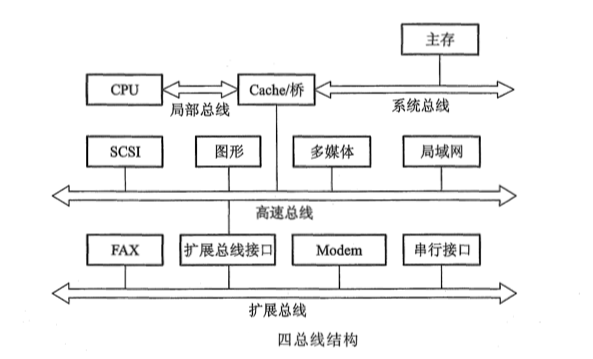 主存
CPU
Cache/桥
局部总线
系统总线
SCSI
图形
多媒体
局域网
高速总线
FAX
扩展总线接口
Modem
串行接口
扩展总线
四总线结构